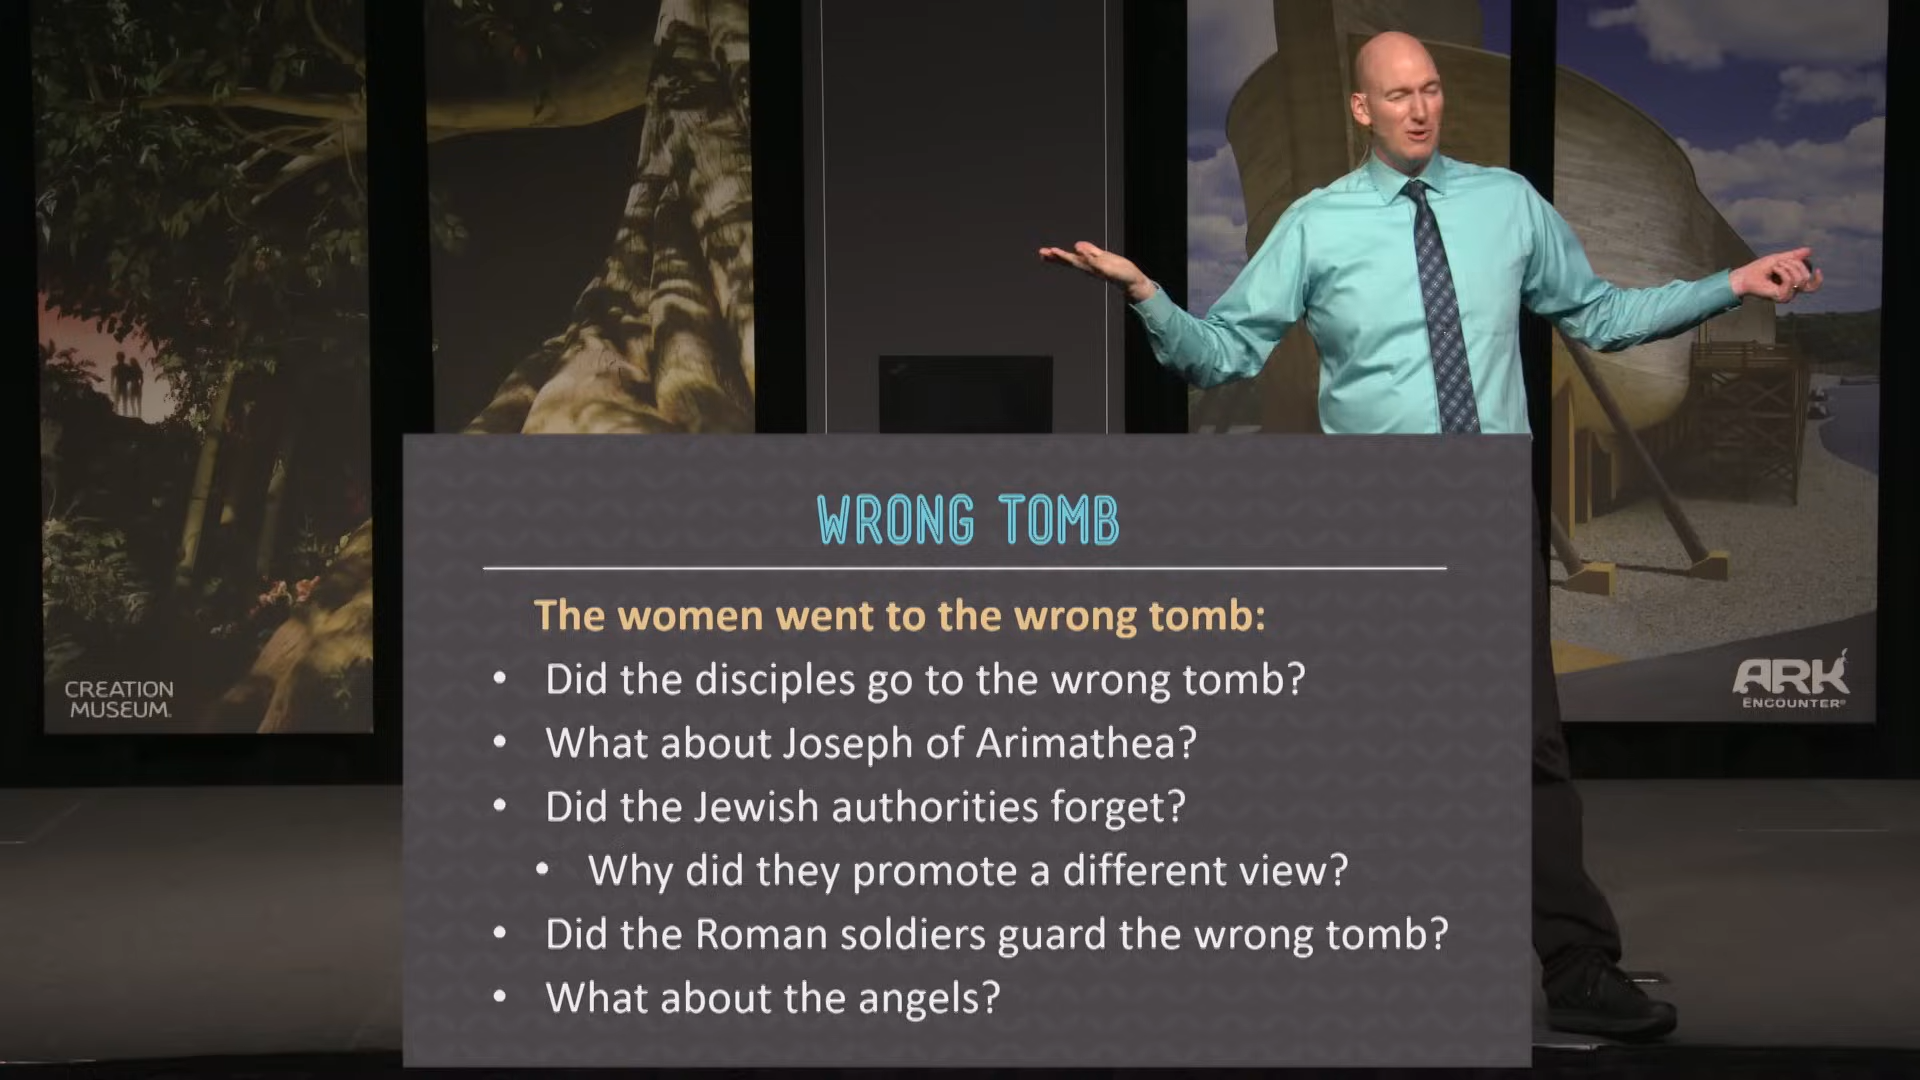 CREATION
MUSEUM
ARK
ENCOUNTER
WRONG TOMB
The women went to the wrong tomb:
• Did the disciples go to the wrong tomb?
• What about Joseph of Arimathea?
• Did the Jewish authorities forget?
• Why did they promote a different view?
• Did the Roman soldiers guard the wrong tomb?
• What about the angels?